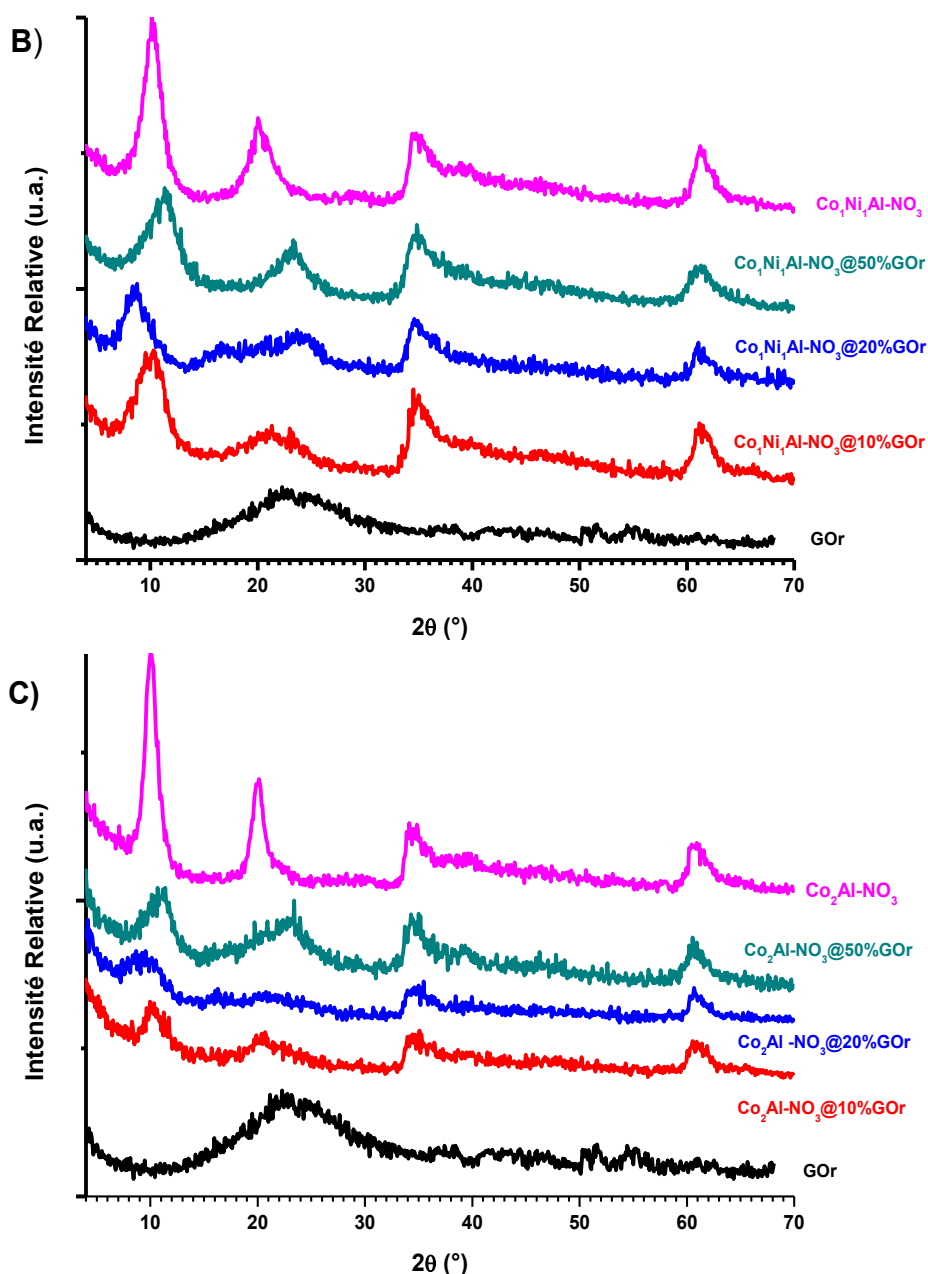 B)
Intensité Relative (u.a.)
Co₁Ni₁Al-NO₃
Co₁Ni₁Al-NO₃@50%GOr
Co₁Ni₁Al-NO₃@20%GOr
Co₁Ni₁Al-NO₃@10%GOr
GOr
10 20 30 40 50 60 70
2θ (°)
C)
Intensité Relative (u.a.)
Co₂Al-NO₃
Co₂Al-NO₃@50%GOr
Co₂Al -NO₃@20%GOr
Co₂Al-NO₃@10%GOr
GOr
10 20 30 40 50 60 70
2θ (°)